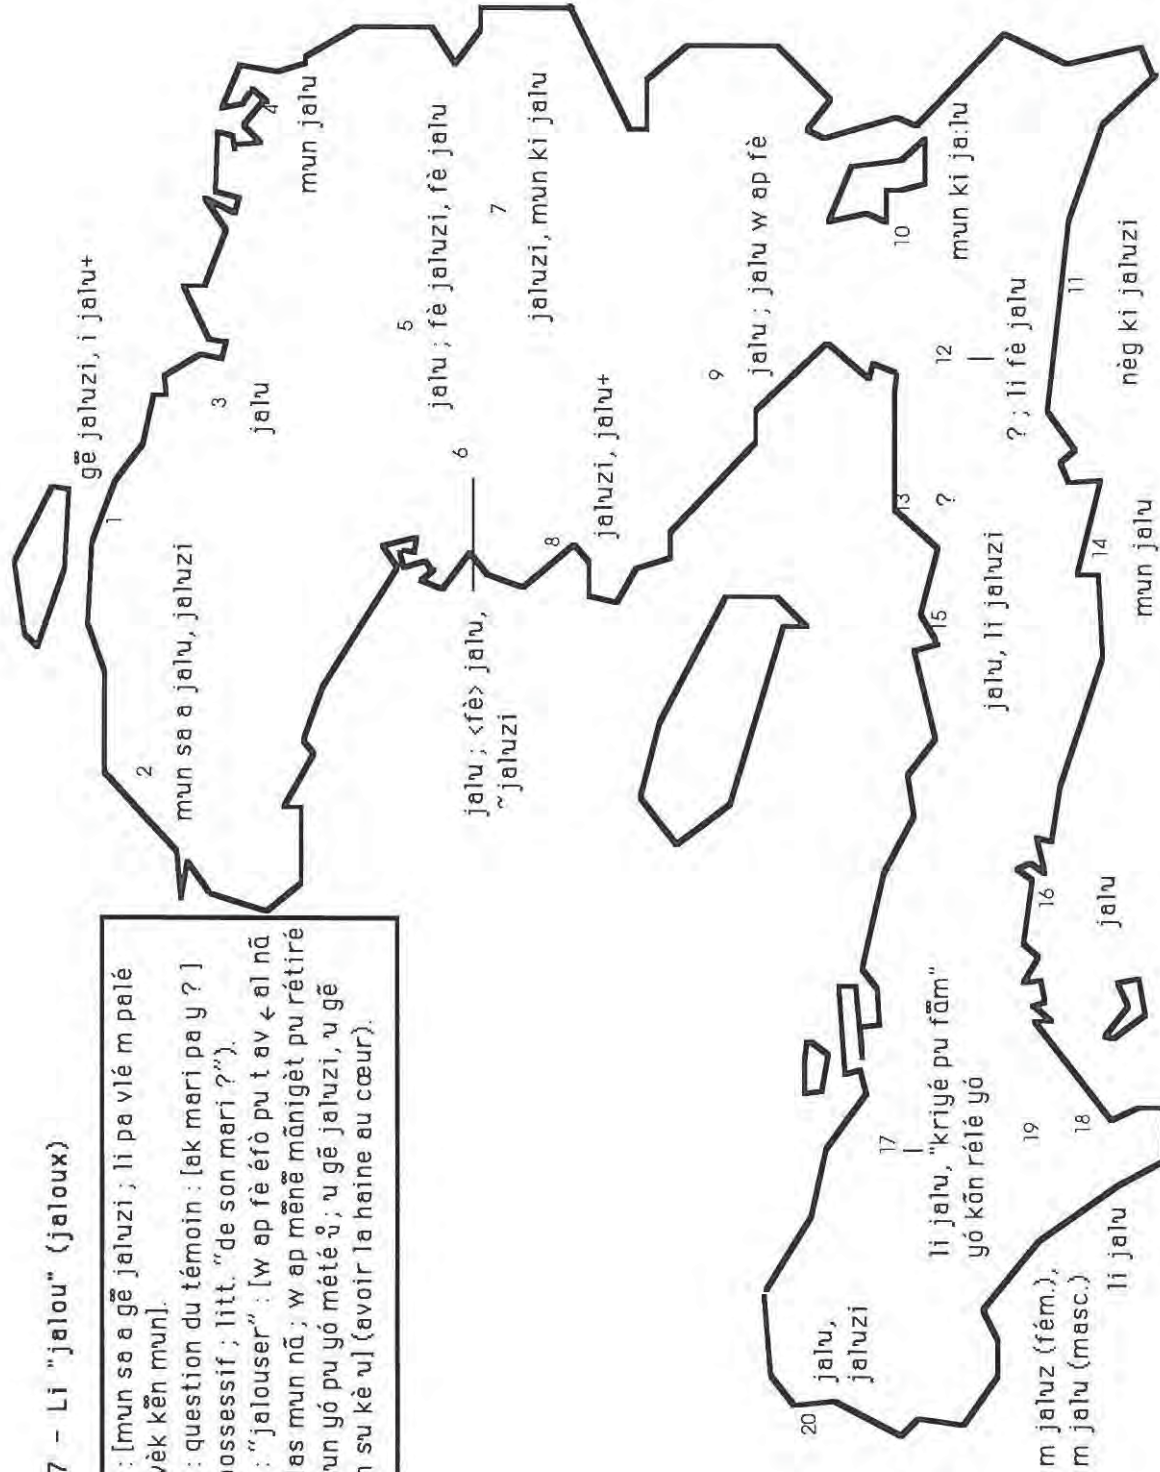 7 – Li "jalou" (jaloux)
: [mun sa a gẽ jaluzi ; li pa vlé m palé
vèk kẽn mun].
: question du témoin : [ak mari pa y ? ]
possessif ; litt. "de son mari ?").
: "jalouser" : [w ap fè éfò pu t av ← al nã
as mun nã ; w ap mẽnẽ mãnigèt pu rétiré
un yó pu yó mété ů ; u gẽ jaluzi, u gẽ
n su kè u] (avoir la haine au cœur).
gẽ jaluzi, i jalu+
1
2
mun sa a jalu, jaluzi
3
jalu
4
mun jalu
5
jalu ; fè jaluzi, fè jalu
6
jalu ; <fè> jalu,
~jaluzi
7
jaluzi, mun ki jalu
8
jaluzi, jalu+
9
jalu ; jalu w ap fè
10
mun ki ja:lu
11
nèg ki jaluzi
12
? ; li fè jalu
13
?
14
mun jalu
15
jalu, li jaluzi
16
jalu
17
li jalu, "kriyé pu fãm"
yó kõn rélé yó
18
19
li jalu
20
jalu,
jaluzi
m jaluz (fém.),
m jalu (masc.)